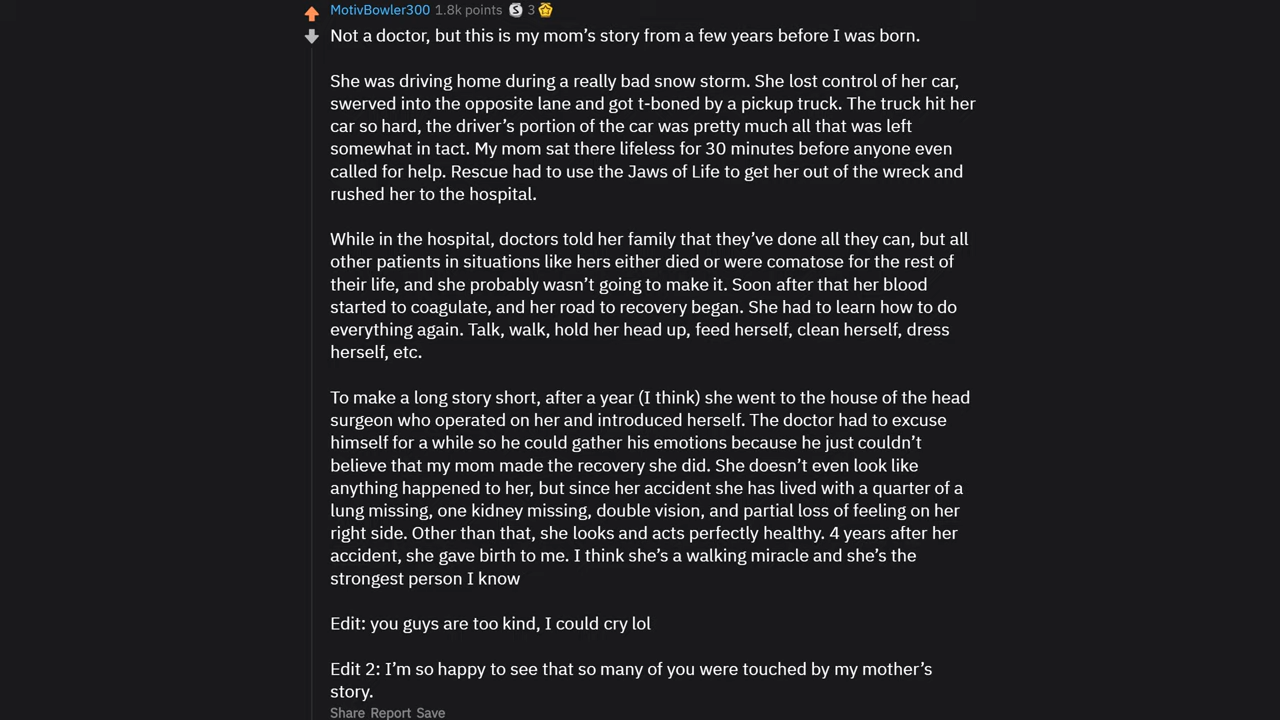 MotivBowler300 1.8k points S 3
Not a doctor, but this is my mom’s story from a few years before I was born.
She was driving home during a really bad snow storm. She lost control of her car,
swerved into the opposite lane and got t-boned by a pickup truck. The truck hit her
car so hard, the driver’s portion of the car was pretty much all that was left
somewhat in tact. My mom sat there lifeless for 30 minutes before anyone even
called for help. Rescue had to use the Jaws of Life to get her out of the wreck and
rushed her to the hospital.
While in the hospital, doctors told her family that they’ve done all they can, but all
other patients in situations like hers either died or were comatose for the rest of
their life, and she probably wasn’t going to make it. Soon after that her blood
started to coagulate, and her road to recovery began. She had to learn how to do
everything again. Talk, walk, hold her head up, feed herself, clean herself, dress
herself, etc.
To make a long story short, after a year (I think) she went to the house of the head
surgeon who operated on her and introduced herself. The doctor had to excuse
himself for a while so he could gather his emotions because he just couldn’t
believe that my mom made the recovery she did. She doesn’t even look like
anything happened to her, but since her accident she has lived with a quarter of a
lung missing, one kidney missing, double vision, and partial loss of feeling on her
right side. Other than that, she looks and acts perfectly healthy. 4 years after her
accident, she gave birth to me. I think she’s a walking miracle and she’s the
strongest person I know
Edit: you guys are too kind, I could cry lol
Edit 2: I’m so happy to see that so many of you were touched by my mother’s
story.
Share Report Save